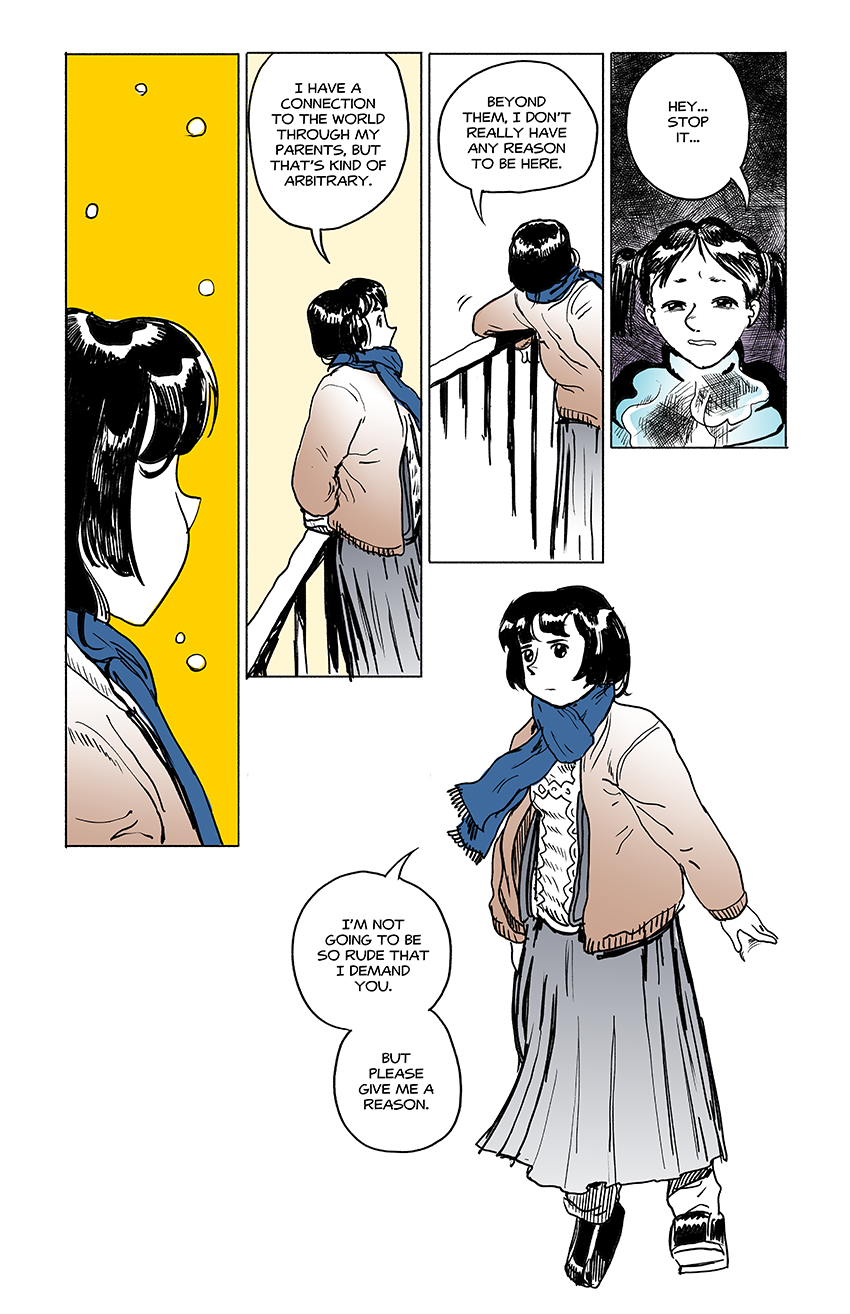 I HAVE A
CONNECTION
TO THE WORLD
THROUGH MY
PARENTS, BUT
THAT'S KIND OF
ARBITRARY.
BEYOND
THEM, I DON'T
REALLY HAVE
ANY REASON
TO BE HERE.
HEY...
STOP
IT...
I'M NOT
GOING TO BE
SO RUDE THAT
I DEMAND
YOU.
BUT
PLEASE
GIVE ME A
REASON.